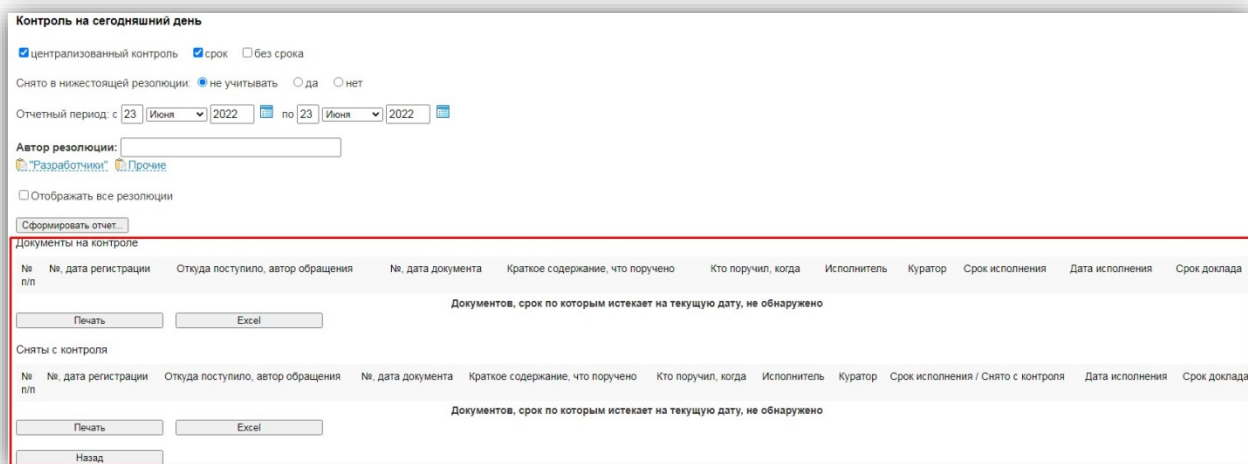 Контроль на сегодняшний день
централизованный контроль срок без срока
Снято в нижестоящей резолюции: не учитывать да нет
Отчетный период: с 23 Июня 2022 по 23 Июня 2022
Автор резолюции:
"Разработчики" Прочие
Отображать все резолюции
Сформировать отчет...
Документы на контроле
№ №, дата регистрации Откуда поступило, автор обращения №, дата документа Краткое содержание, что поручено Кто поручил, когда Исполнитель Куратор Срок исполнения Дата исполнения Срок доклада
п/п
Документов, срок по которым истекает на текущую дату, не обнаружено
Печать Excel
Сняты с контроля
№ №, дата регистрации Откуда поступило, автор обращения №, дата документа Краткое содержание, что поручено Кто поручил, когда Исполнитель Куратор Срок исполнения / Снято с контроля Дата исполнения Срок доклада
п/п
Документов, срок по которым истекает на текущую дату, не обнаружено
Печать Excel
Назад